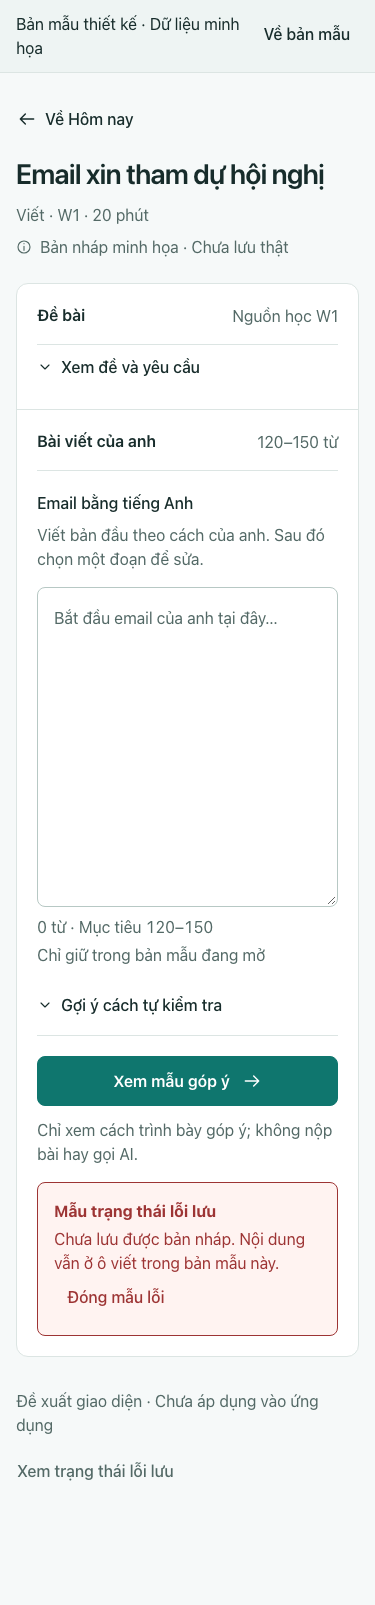 Bản mẫu thiết kế · Dữ liệu minh
họa
Về bản mẫu
← Về Hôm nay
Email xin tham dự hội nghị
Viết · W1 · 20 phút
Bản nháp minh họa · Chưa lưu thật
Đề bài
Nguồn học W1
Xem đề và yêu cầu
Bài viết của anh
120–150 từ
Email bằng tiếng Anh
Viết bản đầu theo cách của anh. Sau đó
chọn một đoạn để sửa.
Bắt đầu email của anh tại đây...
0 từ · Mục tiêu 120–150
Chỉ giữ trong bản mẫu đang mở
Gợi ý cách tự kiểm tra
Xem mẫu góp ý →
Chỉ xem cách trình bày góp ý; không nộp
bài hay gọi AI.
Mẫu trạng thái lỗi lưu
Chưa lưu được bản nháp. Nội dung
vẫn ở ô viết trong bản mẫu này.
Đóng mẫu lỗi
Đề xuất giao diện · Chưa áp dụng vào ứng
dụng
Xem trạng thái lỗi lưu